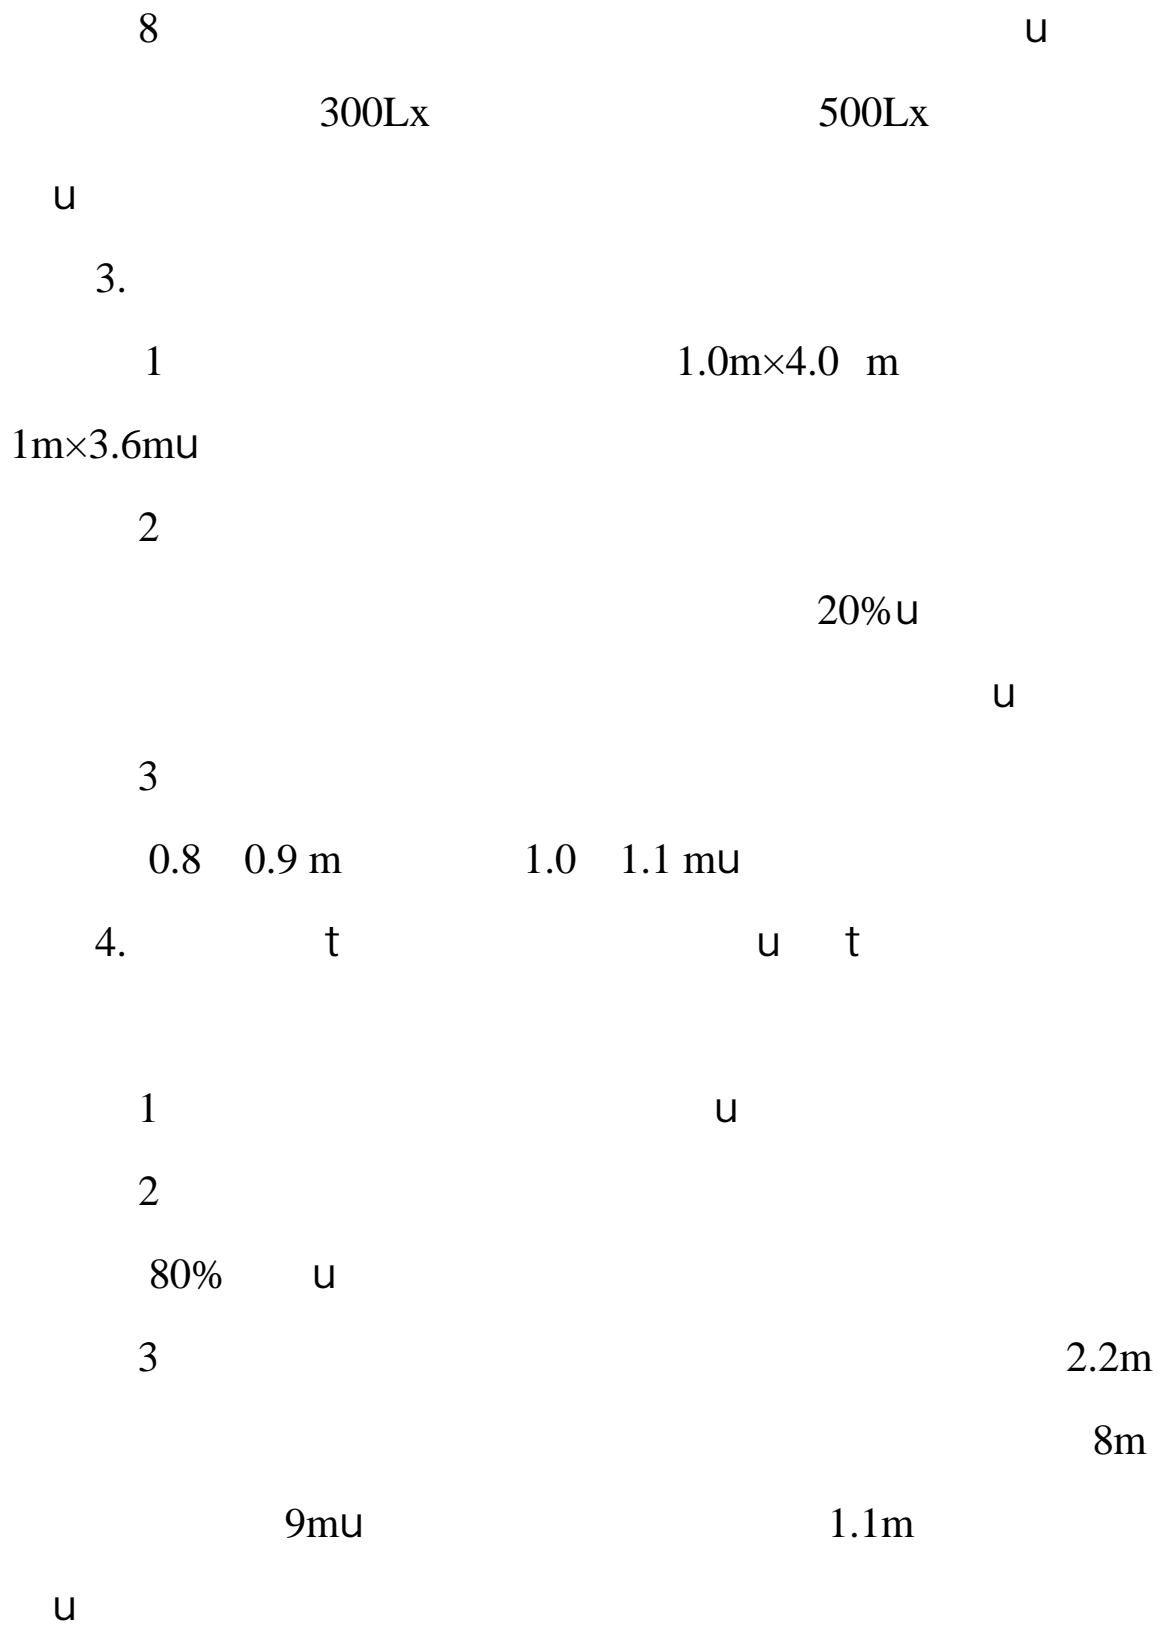 8 u
300Lx 500Lx
u
3.
1 1.0m×4.0 m
1m×3.6mu
2
20%u
u
3
0.8 0.9 m 1.0 1.1 mu
4. t u t
1 u
2
80% u
3 2.2m
8m
9mu 1.1m
u